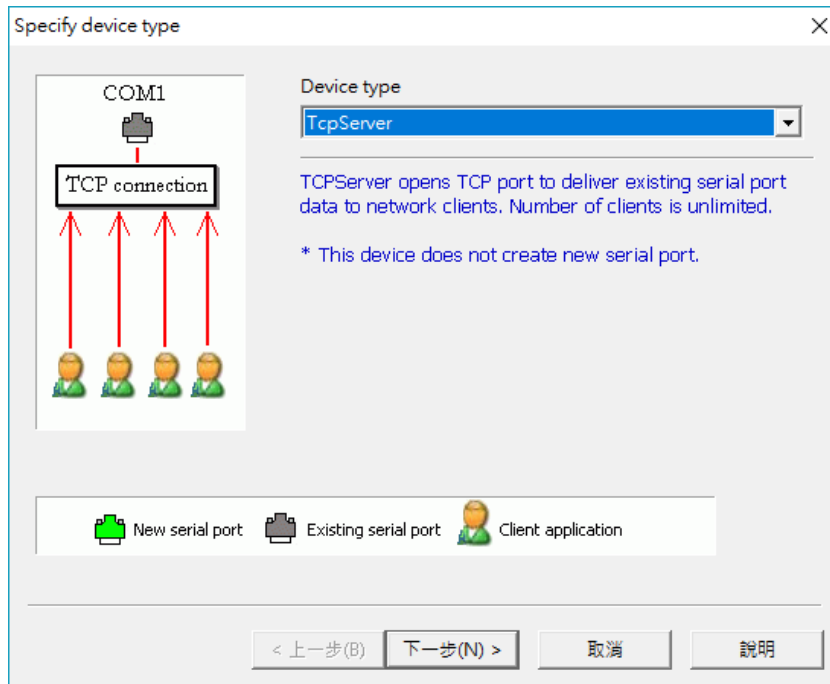 Specify device type
COM1
TCP connection
Device type
TcpServer
TCPServer opens TCP port to deliver existing serial port
data to network clients. Number of clients is unlimited.
* This device does not create new serial port.
New serial port
Existing serial port
Client application
< 上一步(B)
下一步(N) >
取消
說明